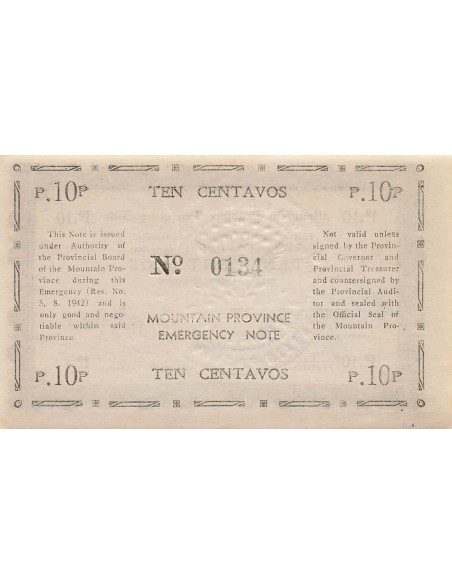 P.10P TEN CENTAVOS P.10P
This Note is issued
under Authority of
the Provincial Board
of the Mountain Pro-
vince during this
Emergency (Res. No.
5, S. 1942) and is
only good and nego-
tiable within said
Province.
Nº 0134
MOUNTAIN PROVINCE
EMERGENCY NOTE
Not valid unless
signed by the Provin-
cial Governor and
Provincial Treasurer
and countersigned by
the Provincial Audi-
tor and sealed with
the Official Seal of
the Mountain Pro-
vince.
P.10P TEN CENTAVOS P.10P